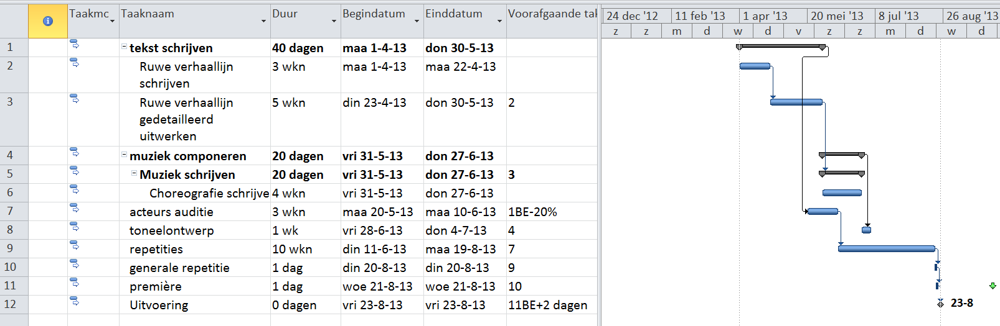 Taakmc Taaknaam Duur Begindatum Einddatum Voorafgaande tal 24 dec '12 11 feb '13 1 apr '13 20 mei '13 8 jul '13 26 aug '13
z z m d w d v z z m d w d
1 tekst schrijven 40 dagen maa 1-4-13 don 30-5-13
2 Ruwe verhaallijn 3 wkn maa 1-4-13 maa 22-4-13
schrijven
3 Ruwe verhaallijn 5 wkn din 23-4-13 don 30-5-13 2
gedetailleerd
uitwerken
4 muziek componeren 20 dagen vri 31-5-13 don 27-6-13
5 Muziek schrijven 20 dagen vri 31-5-13 don 27-6-13 3
6 Choreografie schrijve 4 wkn vri 31-5-13 don 27-6-13
7 acteurs auditie 3 wkn maa 20-5-13 maa 10-6-13 1BE-20%
8 toneelontwerp 1 wk vri 28-6-13 don 4-7-13 4
9 repetities 10 wkn din 11-6-13 maa 19-8-13 7
10 generale repetitie 1 dag din 20-8-13 din 20-8-13 9
11 première 1 dag woe 21-8-13 woe 21-8-13 10
12 Uitvoering 0 dagen vri 23-8-13 vri 23-8-13 11BE+2 dagen 23-8